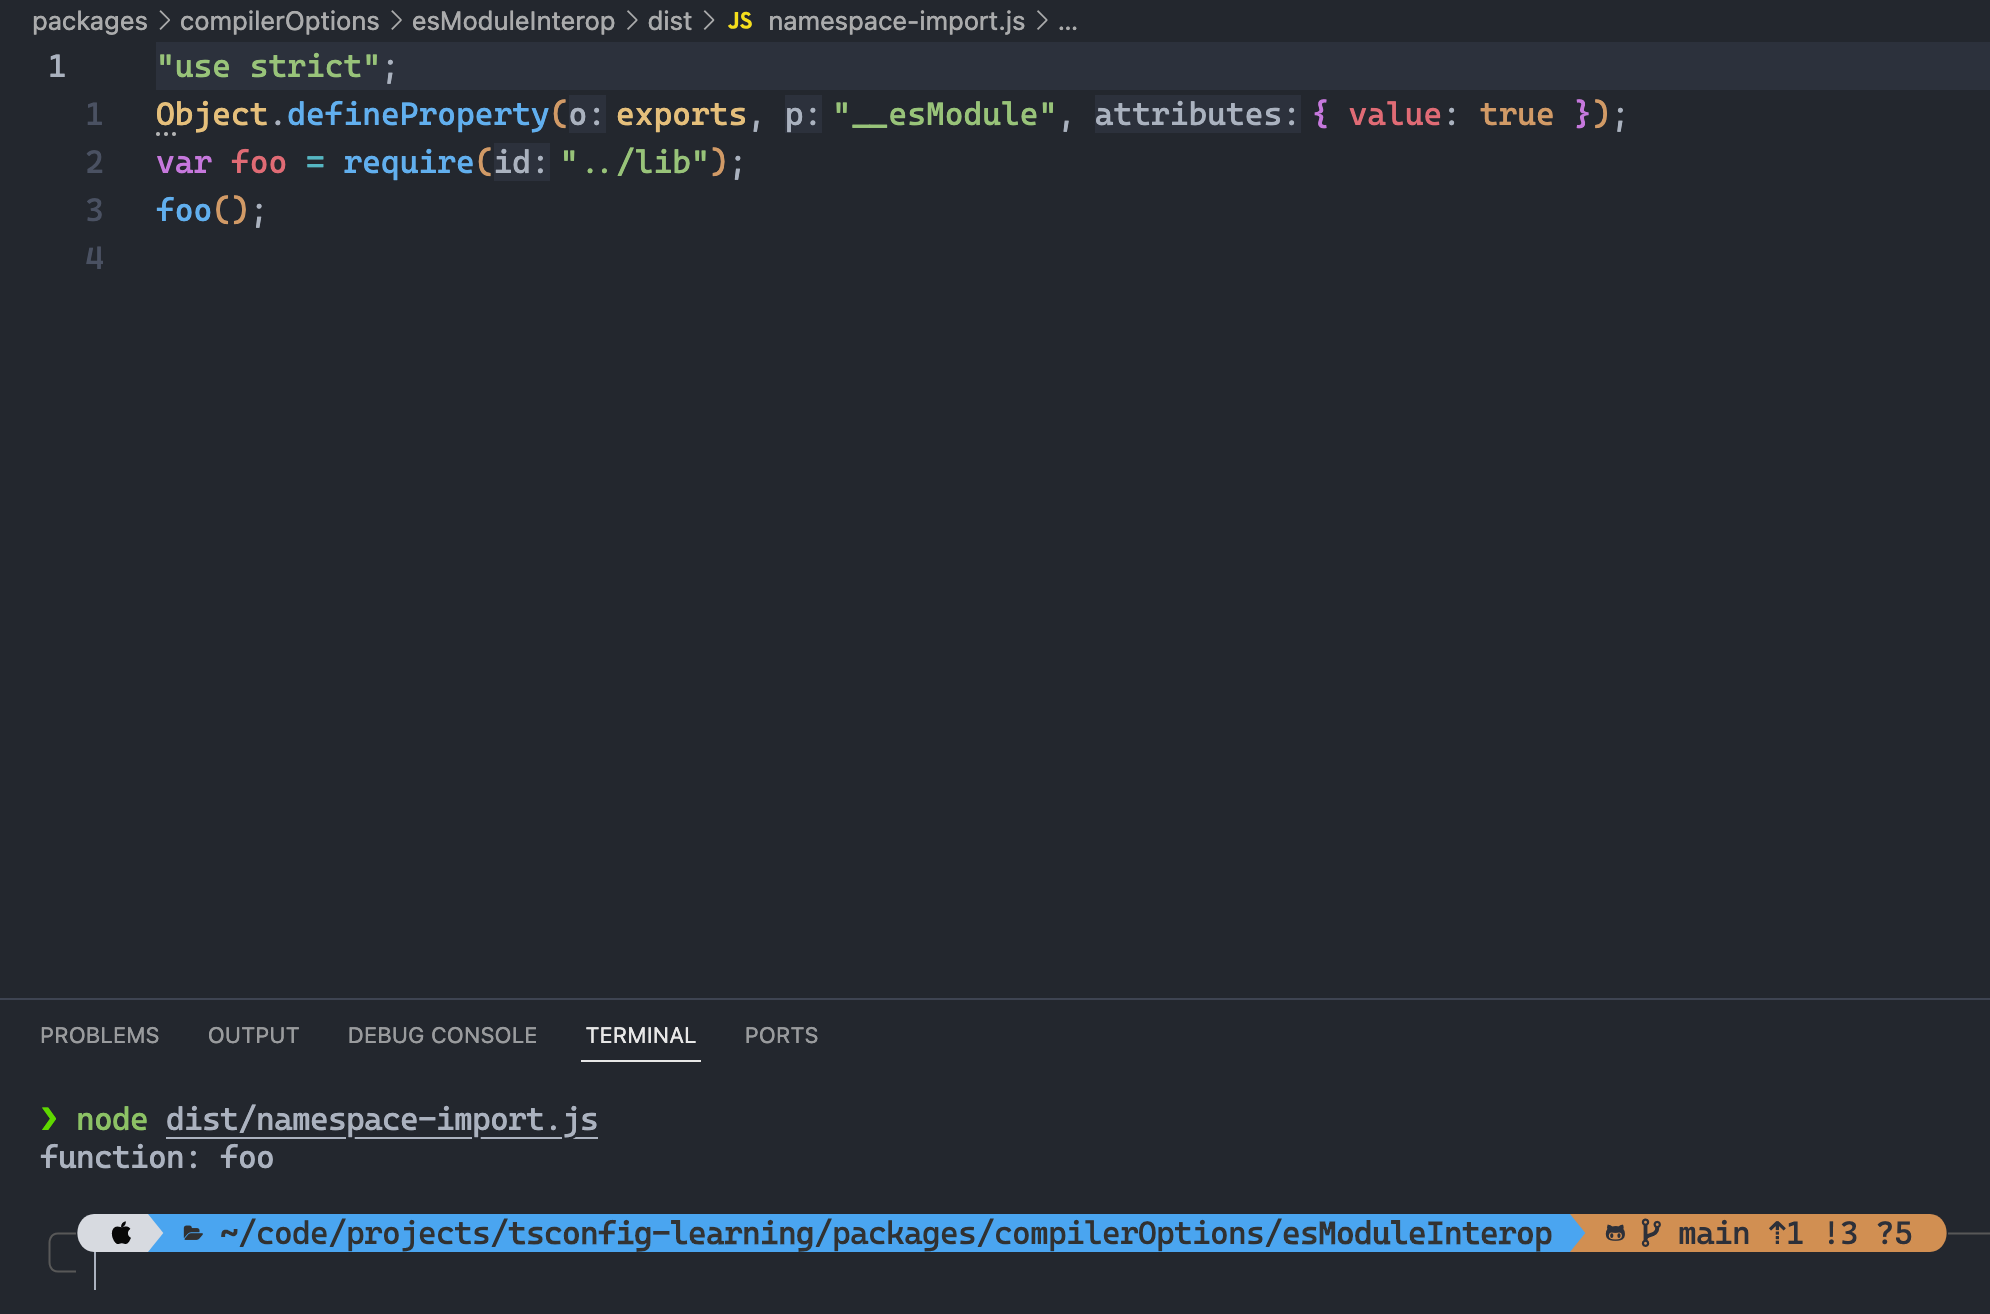 packages > compilerOptions > esModuleInterop > dist > JS namespace-import.js > ...
1 "use strict";
1 Object.defineProperty(o: exports, p: "__esModule", attributes: { value: true });
2 var foo = require(id: "../lib");
3 foo();
4
PROBLEMS OUTPUT DEBUG CONSOLE TERMINAL PORTS
❯ node dist/namespace-import.js
function: foo
~/code/projects/tsconfig-learning/packages/compilerOptions/esModuleInterop main ⇡1 !3 ?5